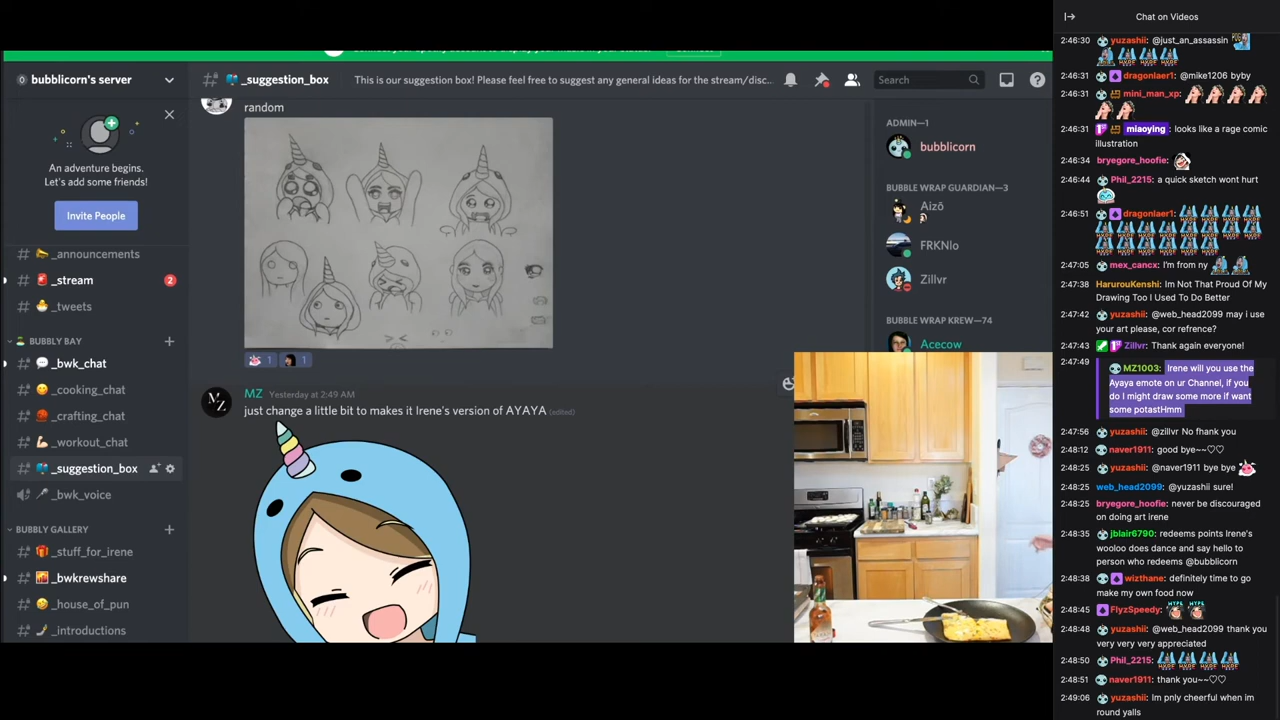 Chat on Videos
bubblicorn's server
_suggestion_box
This is our suggestion box! Please feel free to suggest any general ideas for the stream/disc...
Search
An adventure begins.
Let's add some friends!
Invite People
_announcements
_stream
2
_tweets
BUBBLY BAY
_bwk_chat
_cooking_chat
_crafting_chat
_workout_chat
_suggestion_box
_bwk_voice
BUBBLY GALLERY
_stuff_for_irene
_bwkrewshare
_house_of_pun
_introductions
random
1
1
MZ
MZ Yesterday at 2:49 AM
just change a little bit to makes it Irene's version of AYAYA (edited)
ADMIN—1
bubblicorn
BUBBLE WRAP GUARDIAN—3
Aizō
FRKNlo
Zillvr
BUBBLE WRAP KREW—74
Acecow
2:46:30 yuzashii: @just_an_assassin
2:46:31 dragonlaer1: @mike1206 byby
2:46:31 mini_man_xp:
2:46:31 miaoying: looks like a rage comic
illustration
2:46:34 bryegore_hoofie:
2:46:44 Phil_2215: a quick sketch wont hurt
2:46:51 dragonlaer1:
2:47:05 mex_cancx: I'm from ny
2:47:38 HarurouKenshi: Im Not That Proud Of My
Drawing Too I Used To Do Better
2:47:42 yuzashii: @web_head2099 may i use
your art please, cor refrence?
2:47:43 Zillvr: Thank again everyone!
2:47:49 MZ1003: Irene will you use the
Ayaya emote on ur Channel, if you
do I might draw some more if want
some potastHmm
2:47:56 yuzashii: @zillvr No fhank you
2:48:12 naver1911: good bye~~♡♡
2:48:25 yuzashii: @naver1911 bye bye
2:48:25 web_head2099: @yuzashii sure!
2:48:25 bryegore_hoofie: never be discouraged
on doing art irene
2:48:35 jblair6790: redeems points Irene's
wooloo does dance and say hello to
person who redeems @bubblicorn
2:48:38 wizthane: definitely time to go
make my own food now
2:48:45 FlyzSpeedy:
2:48:48 yuzashii: @web_head2099 thank you
very very very appreciated
2:48:50 Phil_2215:
2:48:51 naver1911: thank you~~♡♡
2:49:06 yuzashii: Im pnly cheerful when im
round yalls